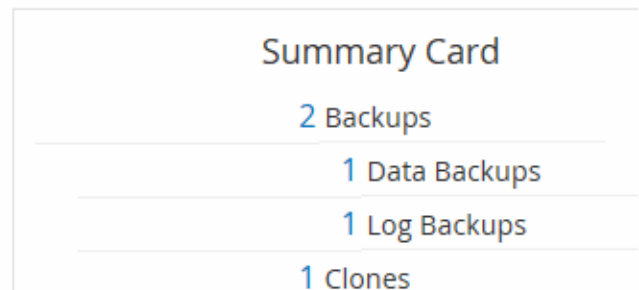 Summary Card
2 Backups
1 Data Backups
1 Log Backups
1 Clones